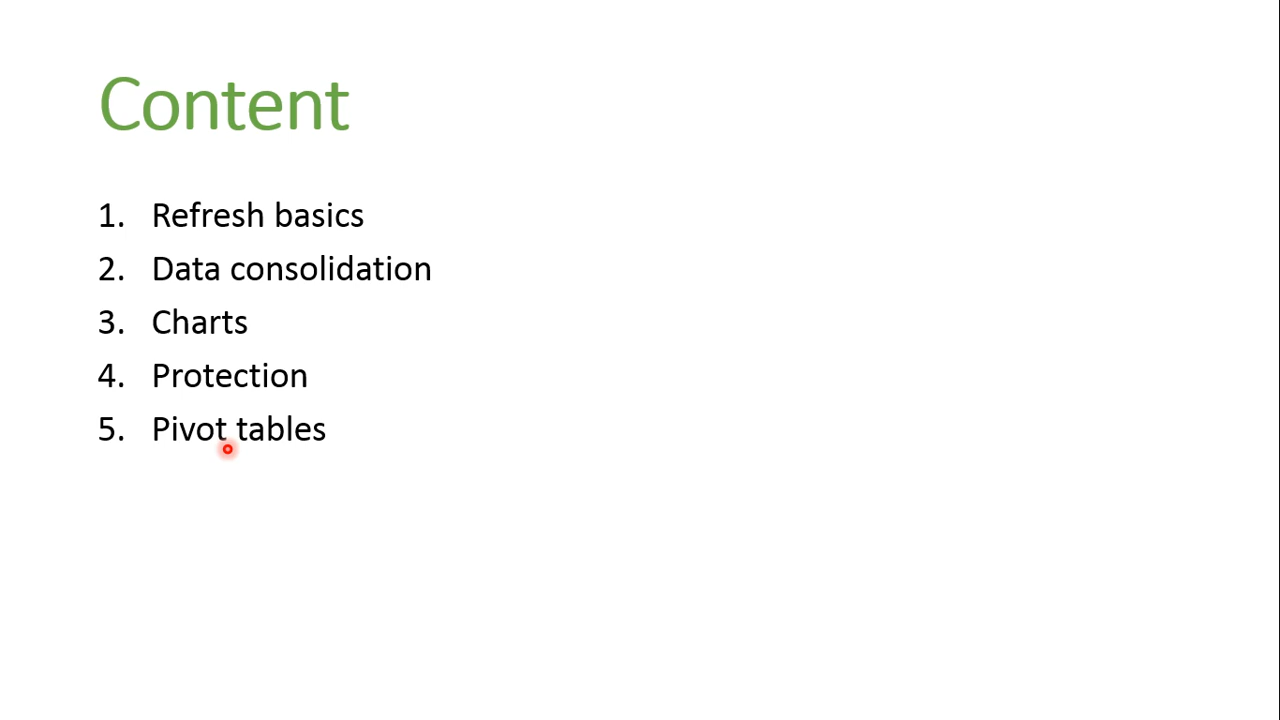 Content
1. Refresh basics
2. Data consolidation
3. Charts
4. Protection
5. Pivot tables